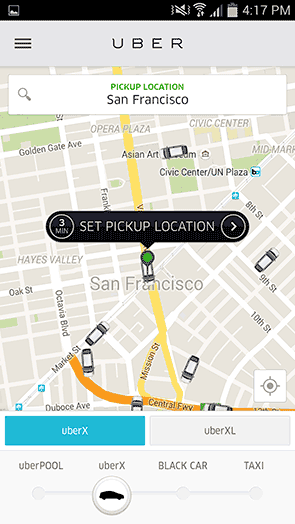 4:17 PM
UBER
PICKUP LOCATION
San Francisco
OPERA PLAZA
CIVIC CENTER
Golden Gate Ave
Asian Art
MID-MARK
Civic Center/UN Plaza
3 MIN
SET PICKUP LOCATION
8th St
9th St
HAYES VALLEY
9th St
Oak St
San Francisco
Octavia Blvd
10th St
Market St
Mission St
Duboce Ave
Central Fwy
uberX
uberXL
uberPOOL
uberX
BLACK CAR
TAXI